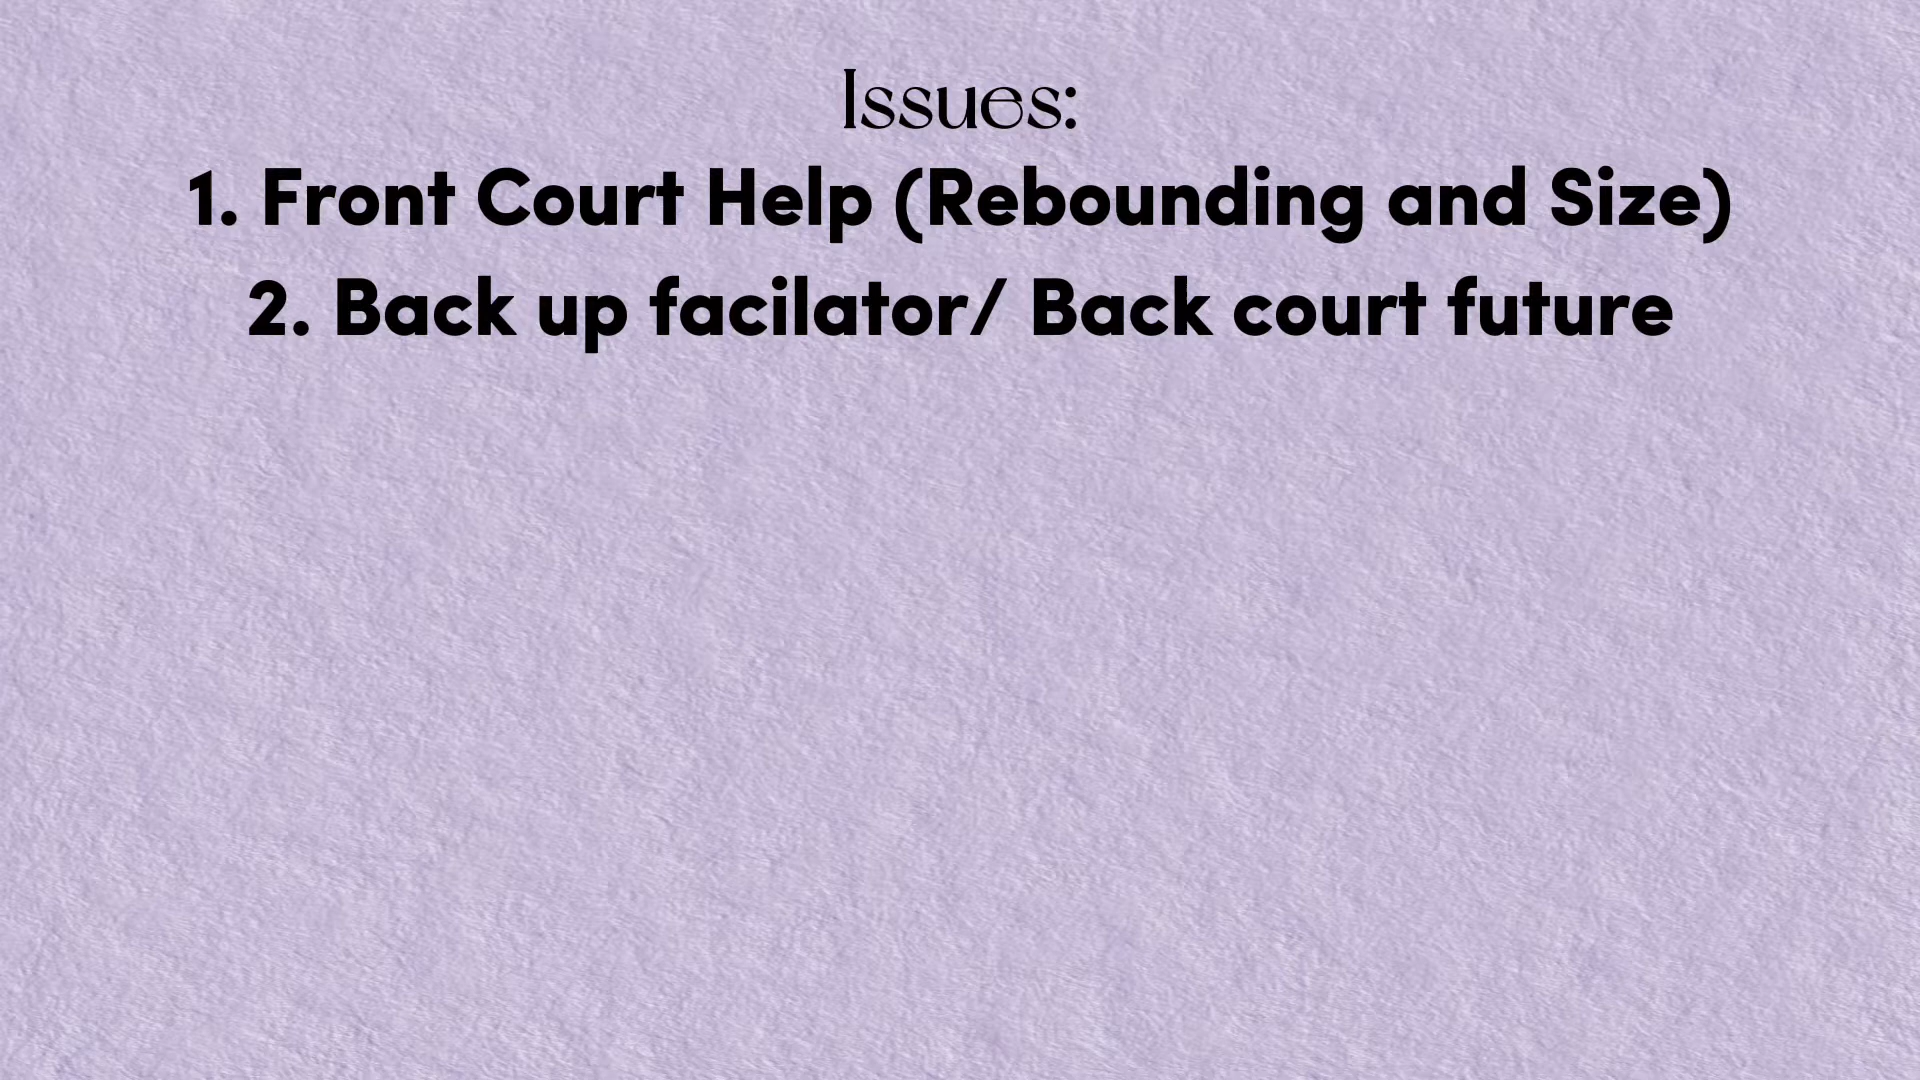 Issues:
1. Front Court Help (Rebounding and Size)
2. Back up facilator/ Back court future